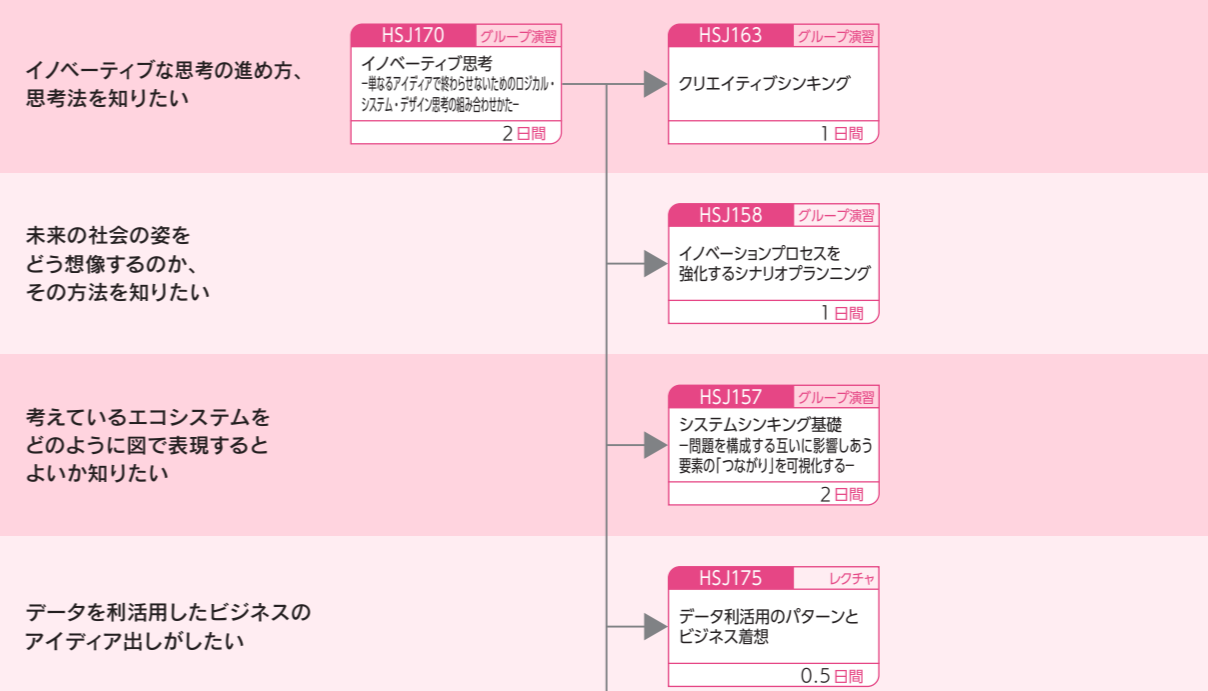 イノベーティブな思考の進め方、
思考法を知りたい
HSJ170 グループ演習
イノベーティブ思考
−単なるアイディアで終わらせないためのロジカル・
システム・デザイン思考の組み合わせかた−
2日間
HSJ163 グループ演習
クリエイティブシンキング
1日間
未来の社会の姿を
どう想像するのか、
その方法を知りたい
HSJ158 グループ演習
イノベーションプロセスを
強化するシナリオプランニング
1日間
考えているエコシステムを
どのように図で表現すると
よいか知りたい
HSJ157 グループ演習
システムシンキング基礎
−問題を構成する互いに影響しあう
要素の「つながり」を可視化する−
2日間
データを利活用したビジネスの
アイディア出しがしたい
HSJ175 レクチャ
データ利活用のパターンと
ビジネス着想
0.5日間